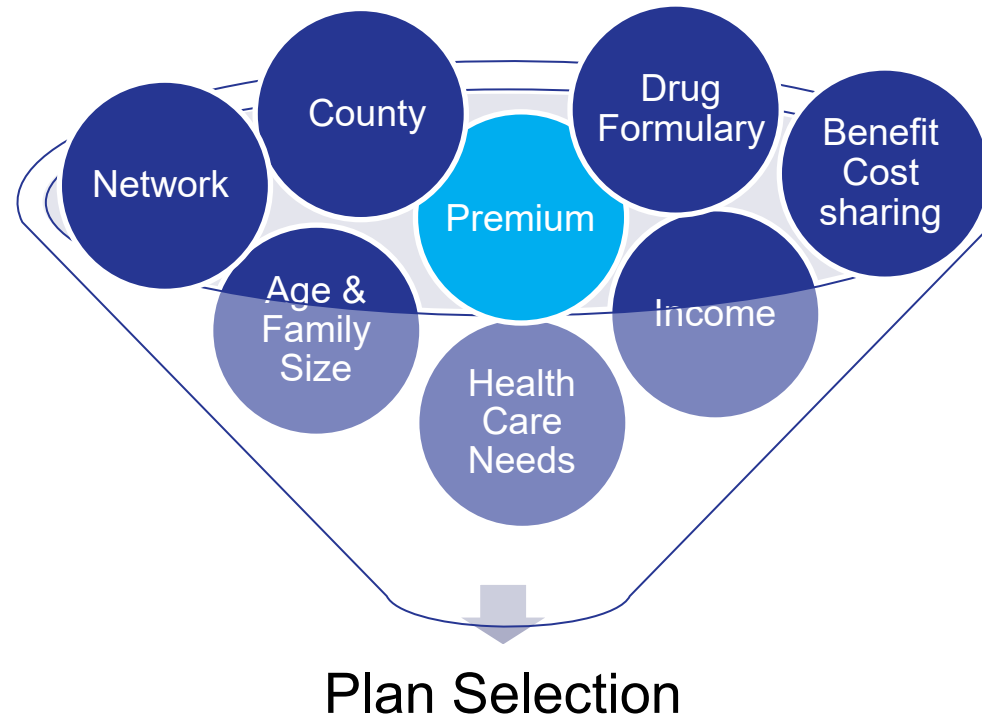 Network
County
Premium
Drug
Formulary
Benefit
Cost
sharing
Age &
Family
Size
Health
Care
Needs
Income
Plan Selection